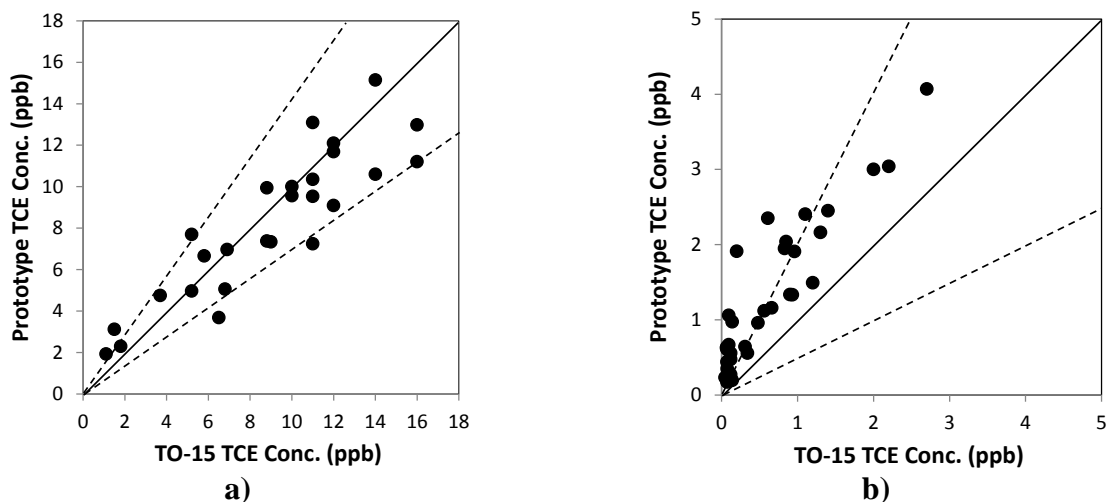 18
16
14
12
10
8
6
4
2
0
Prototype TCE Conc. (ppb)
0 2 4 6 8 10 12 14 16 18
TO-15 TCE Conc. (ppb)
a)
5
4
3
2
1
0
Prototype TCE Conc. (ppb)
0 1 2 3 4 5
TO-15 TCE Conc. (ppb)
b)